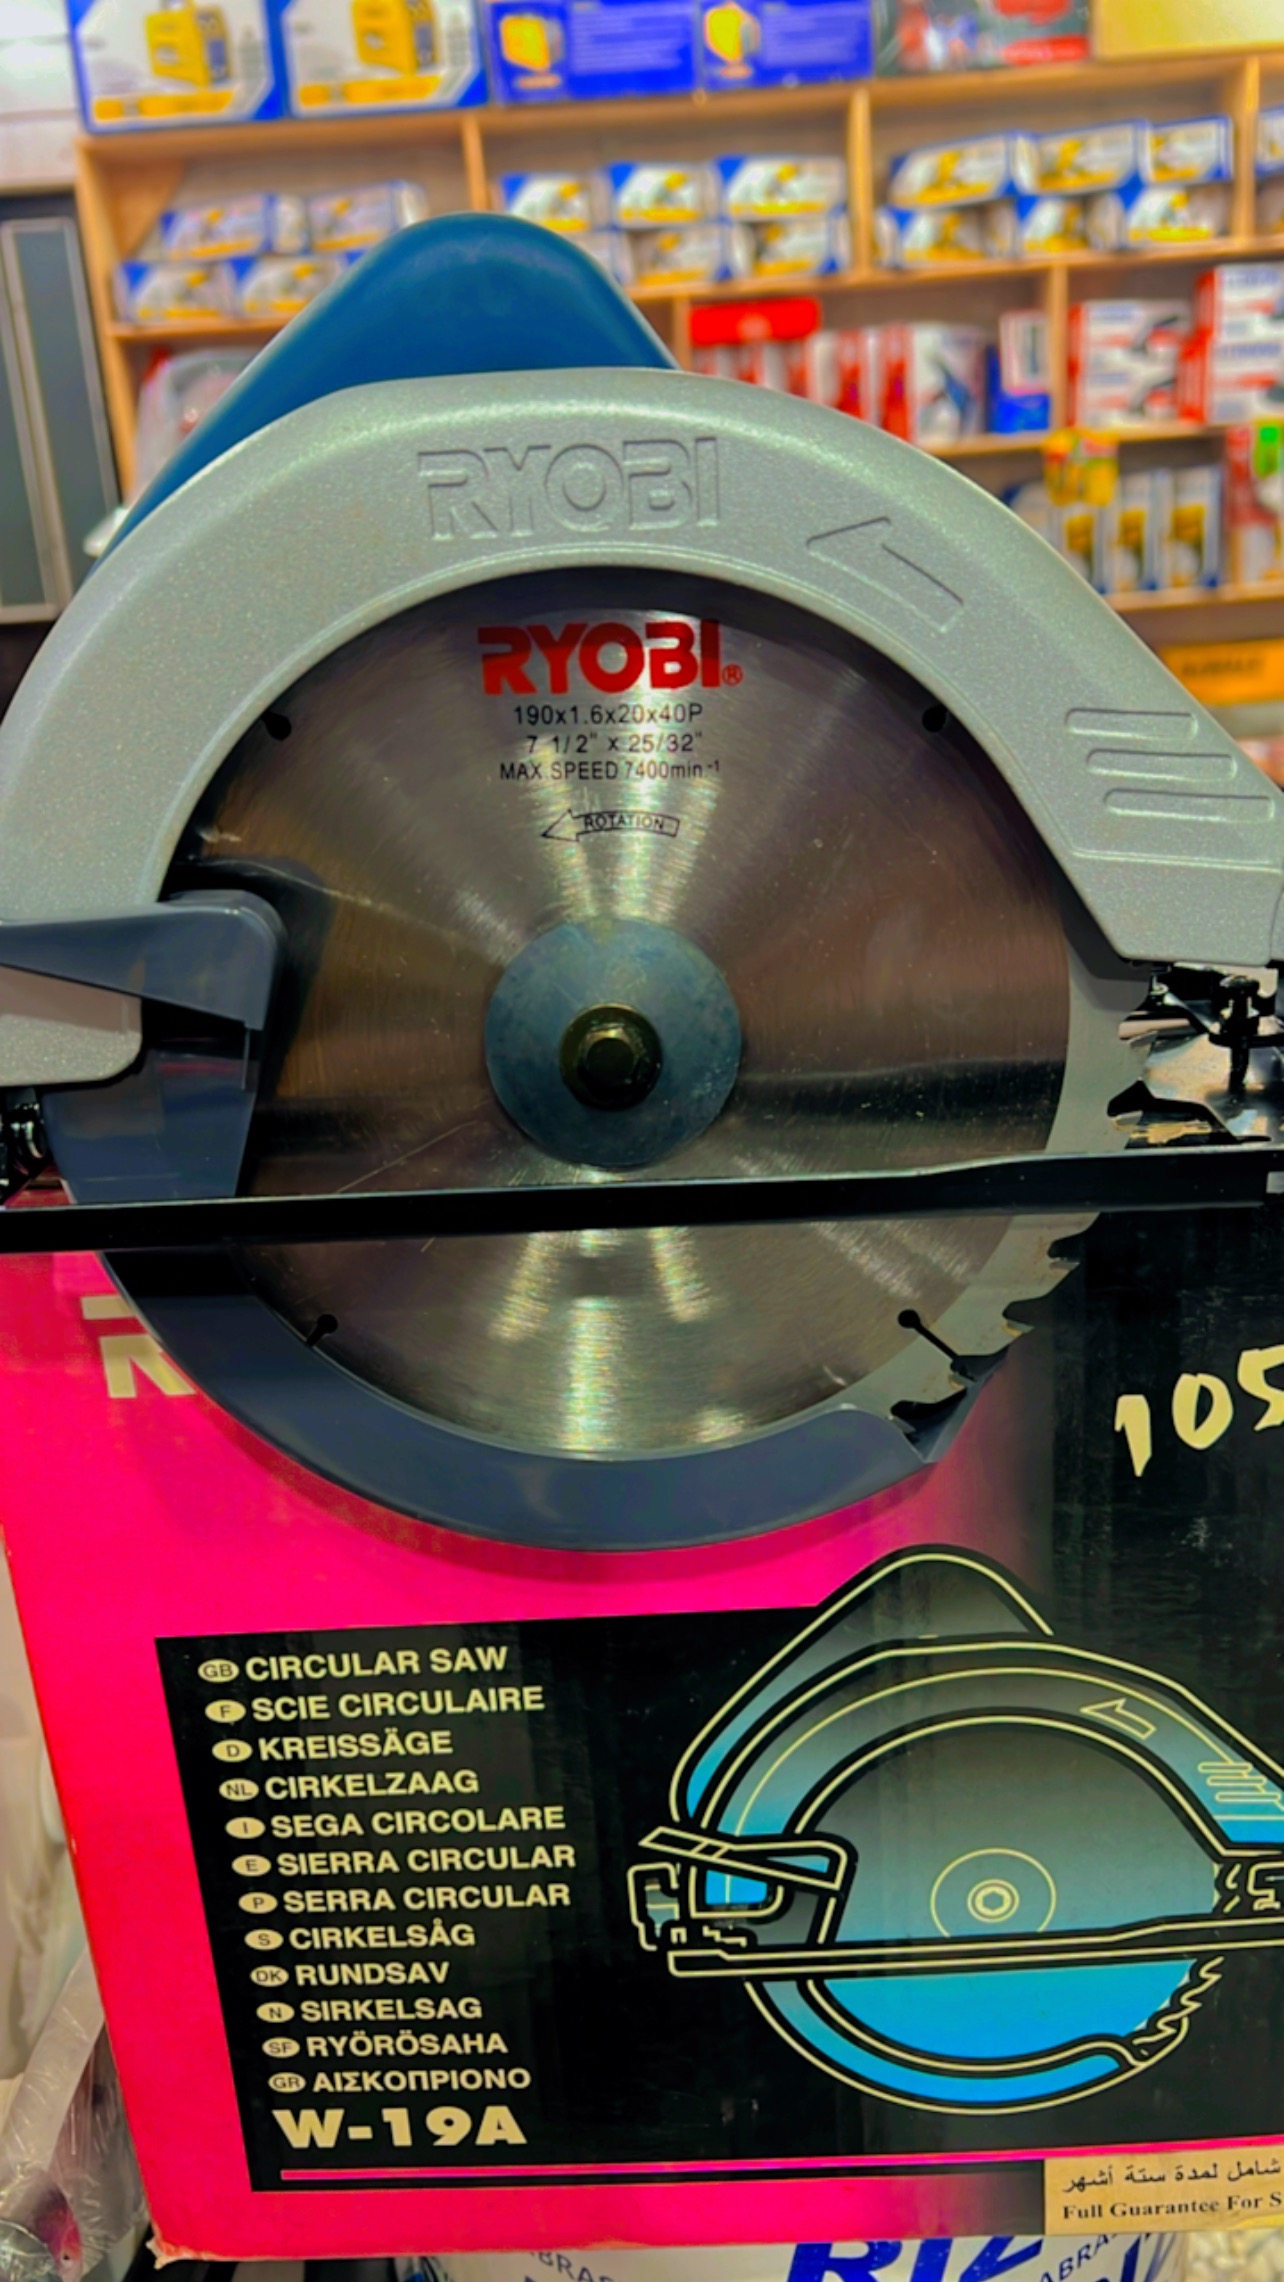 RYOBI
RYOBI®
190x1.6x20x40P
7 1/2" x 25/32"
MAX.SPEED 7400min⁻¹
ROTATION
R
105
GB CIRCULAR SAW
F SCIE CIRCULAIRE
D KREISSÄGE
NL CIRKELZAAG
I SEGA CIRCOLARE
E SIERRA CIRCULAR
P SERRA CIRCULAR
S CIRKELSÅG
DK RUNDSAV
N SIRKELSAG
SF RYÖRÖSAHA
GR ΑΙΣΚΟΠΡΙΟΝΟ
W-19A
شامل لمدة ستة أشهر
Full Guarantee For S